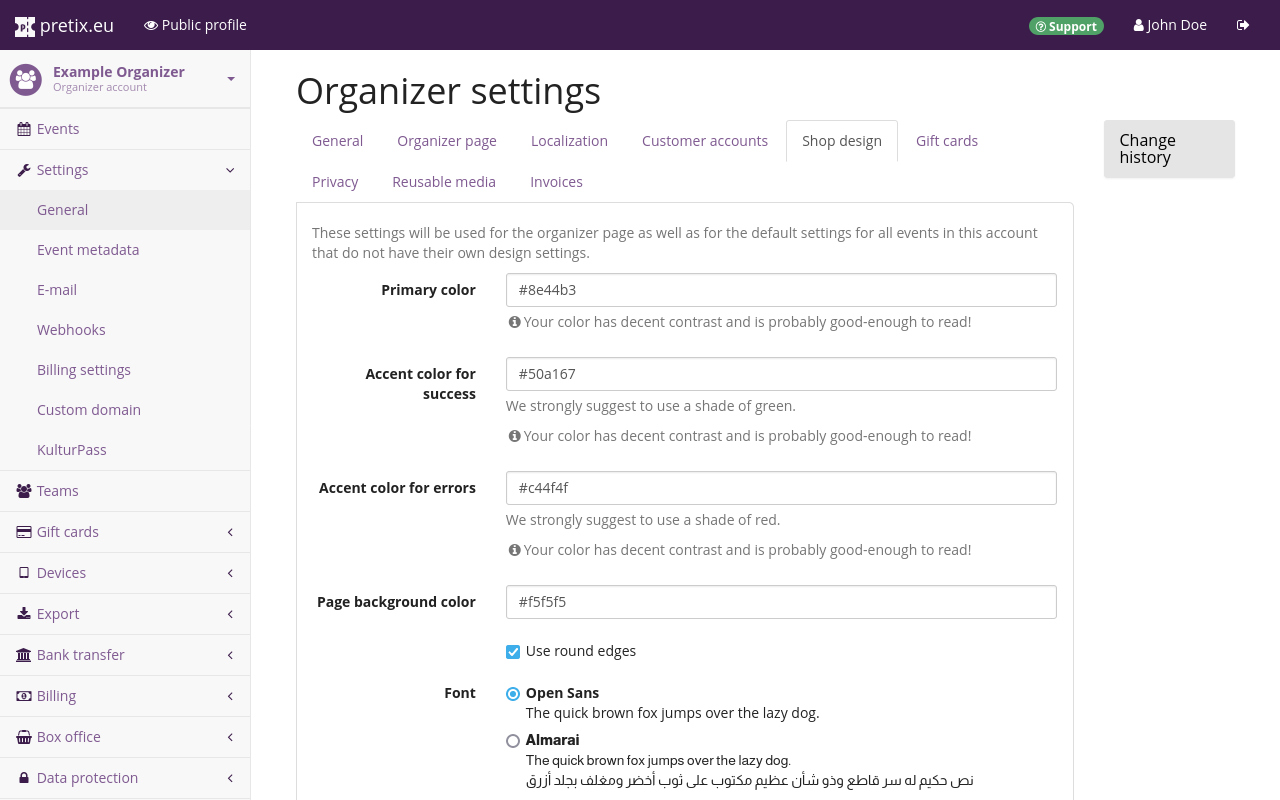 pretix.eu
Public profile
Support
John Doe
Example Organizer
Organizer account
Events
Settings
General
Event metadata
E-mail
Webhooks
Billing settings
Custom domain
KulturPass
Teams
Gift cards
Devices
Export
Bank transfer
Billing
Box office
Data protection
Organizer settings
General
Organizer page
Localization
Customer accounts
Shop design
Gift cards
Privacy
Reusable media
Invoices
Change
history
These settings will be used for the organizer page as well as for the default settings for all events in this account
that do not have their own design settings.
Primary color
#8e44b3
Your color has decent contrast and is probably good-enough to read!
Accent color for
success
#50a167
We strongly suggest to use a shade of green.
Your color has decent contrast and is probably good-enough to read!
Accent color for errors
#c44f4f
We strongly suggest to use a shade of red.
Your color has decent contrast and is probably good-enough to read!
Page background color
#f5f5f5
Use round edges
Font
Open Sans
The quick brown fox jumps over the lazy dog.
Almarai
The quick brown fox jumps over the lazy dog.
نص حكيم له سر قاطع وذو شأن عظيم مكتوب على ثوب أخضر ومغلف بجلد أزرق